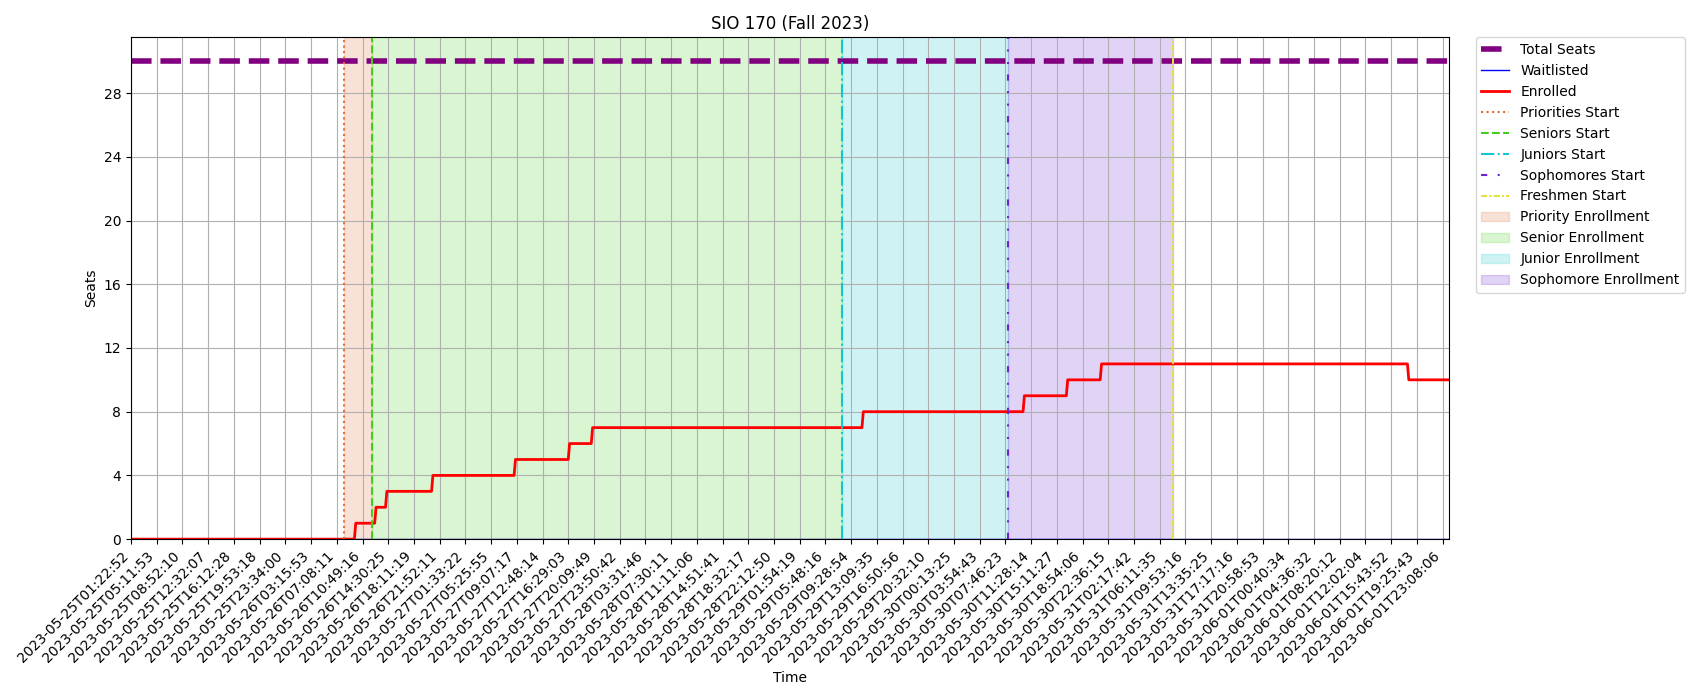 SIO 170 (Fall 2023)
Total Seats
Waitlisted
Enrolled
Priorities Start
Seniors Start
Juniors Start
Sophomores Start
Freshmen Start
Priority Enrollment
Senior Enrollment
Junior Enrollment
Sophomore Enrollment
Seats
28
24
20
16
12
8
4
0
2023-05-25T01:22:52
2023-05-25T05:11:53
2023-05-25T08:52:10
2023-05-25T12:32:07
2023-05-25T16:12:28
2023-05-25T19:53:18
2023-05-25T23:34:00
2023-05-26T03:15:53
2023-05-26T07:08:11
2023-05-26T10:49:16
2023-05-26T14:30:25
2023-05-26T18:11:19
2023-05-26T21:52:11
2023-05-27T01:33:22
2023-05-27T05:25:55
2023-05-27T09:07:17
2023-05-27T12:48:14
2023-05-27T16:29:03
2023-05-27T20:09:49
2023-05-27T23:50:42
2023-05-28T03:31:46
2023-05-28T07:30:11
2023-05-28T11:11:06
2023-05-28T14:51:41
2023-05-28T18:32:17
2023-05-28T22:12:50
2023-05-29T01:54:19
2023-05-29T05:48:16
2023-05-29T09:28:54
2023-05-29T13:09:35
2023-05-29T16:50:56
2023-05-29T20:32:10
2023-05-30T00:13:25
2023-05-30T03:54:43
2023-05-30T07:46:23
2023-05-30T11:28:14
2023-05-30T15:11:27
2023-05-30T18:54:06
2023-05-30T22:36:15
2023-05-31T02:17:42
2023-05-31T06:11:35
2023-05-31T09:53:16
2023-05-31T13:35:25
2023-05-31T17:17:16
2023-05-31T20:58:53
2023-06-01T00:40:34
2023-06-01T04:36:32
2023-06-01T08:20:12
2023-06-01T12:02:04
2023-06-01T15:43:52
2023-06-01T19:25:43
2023-06-01T23:08:06
Time